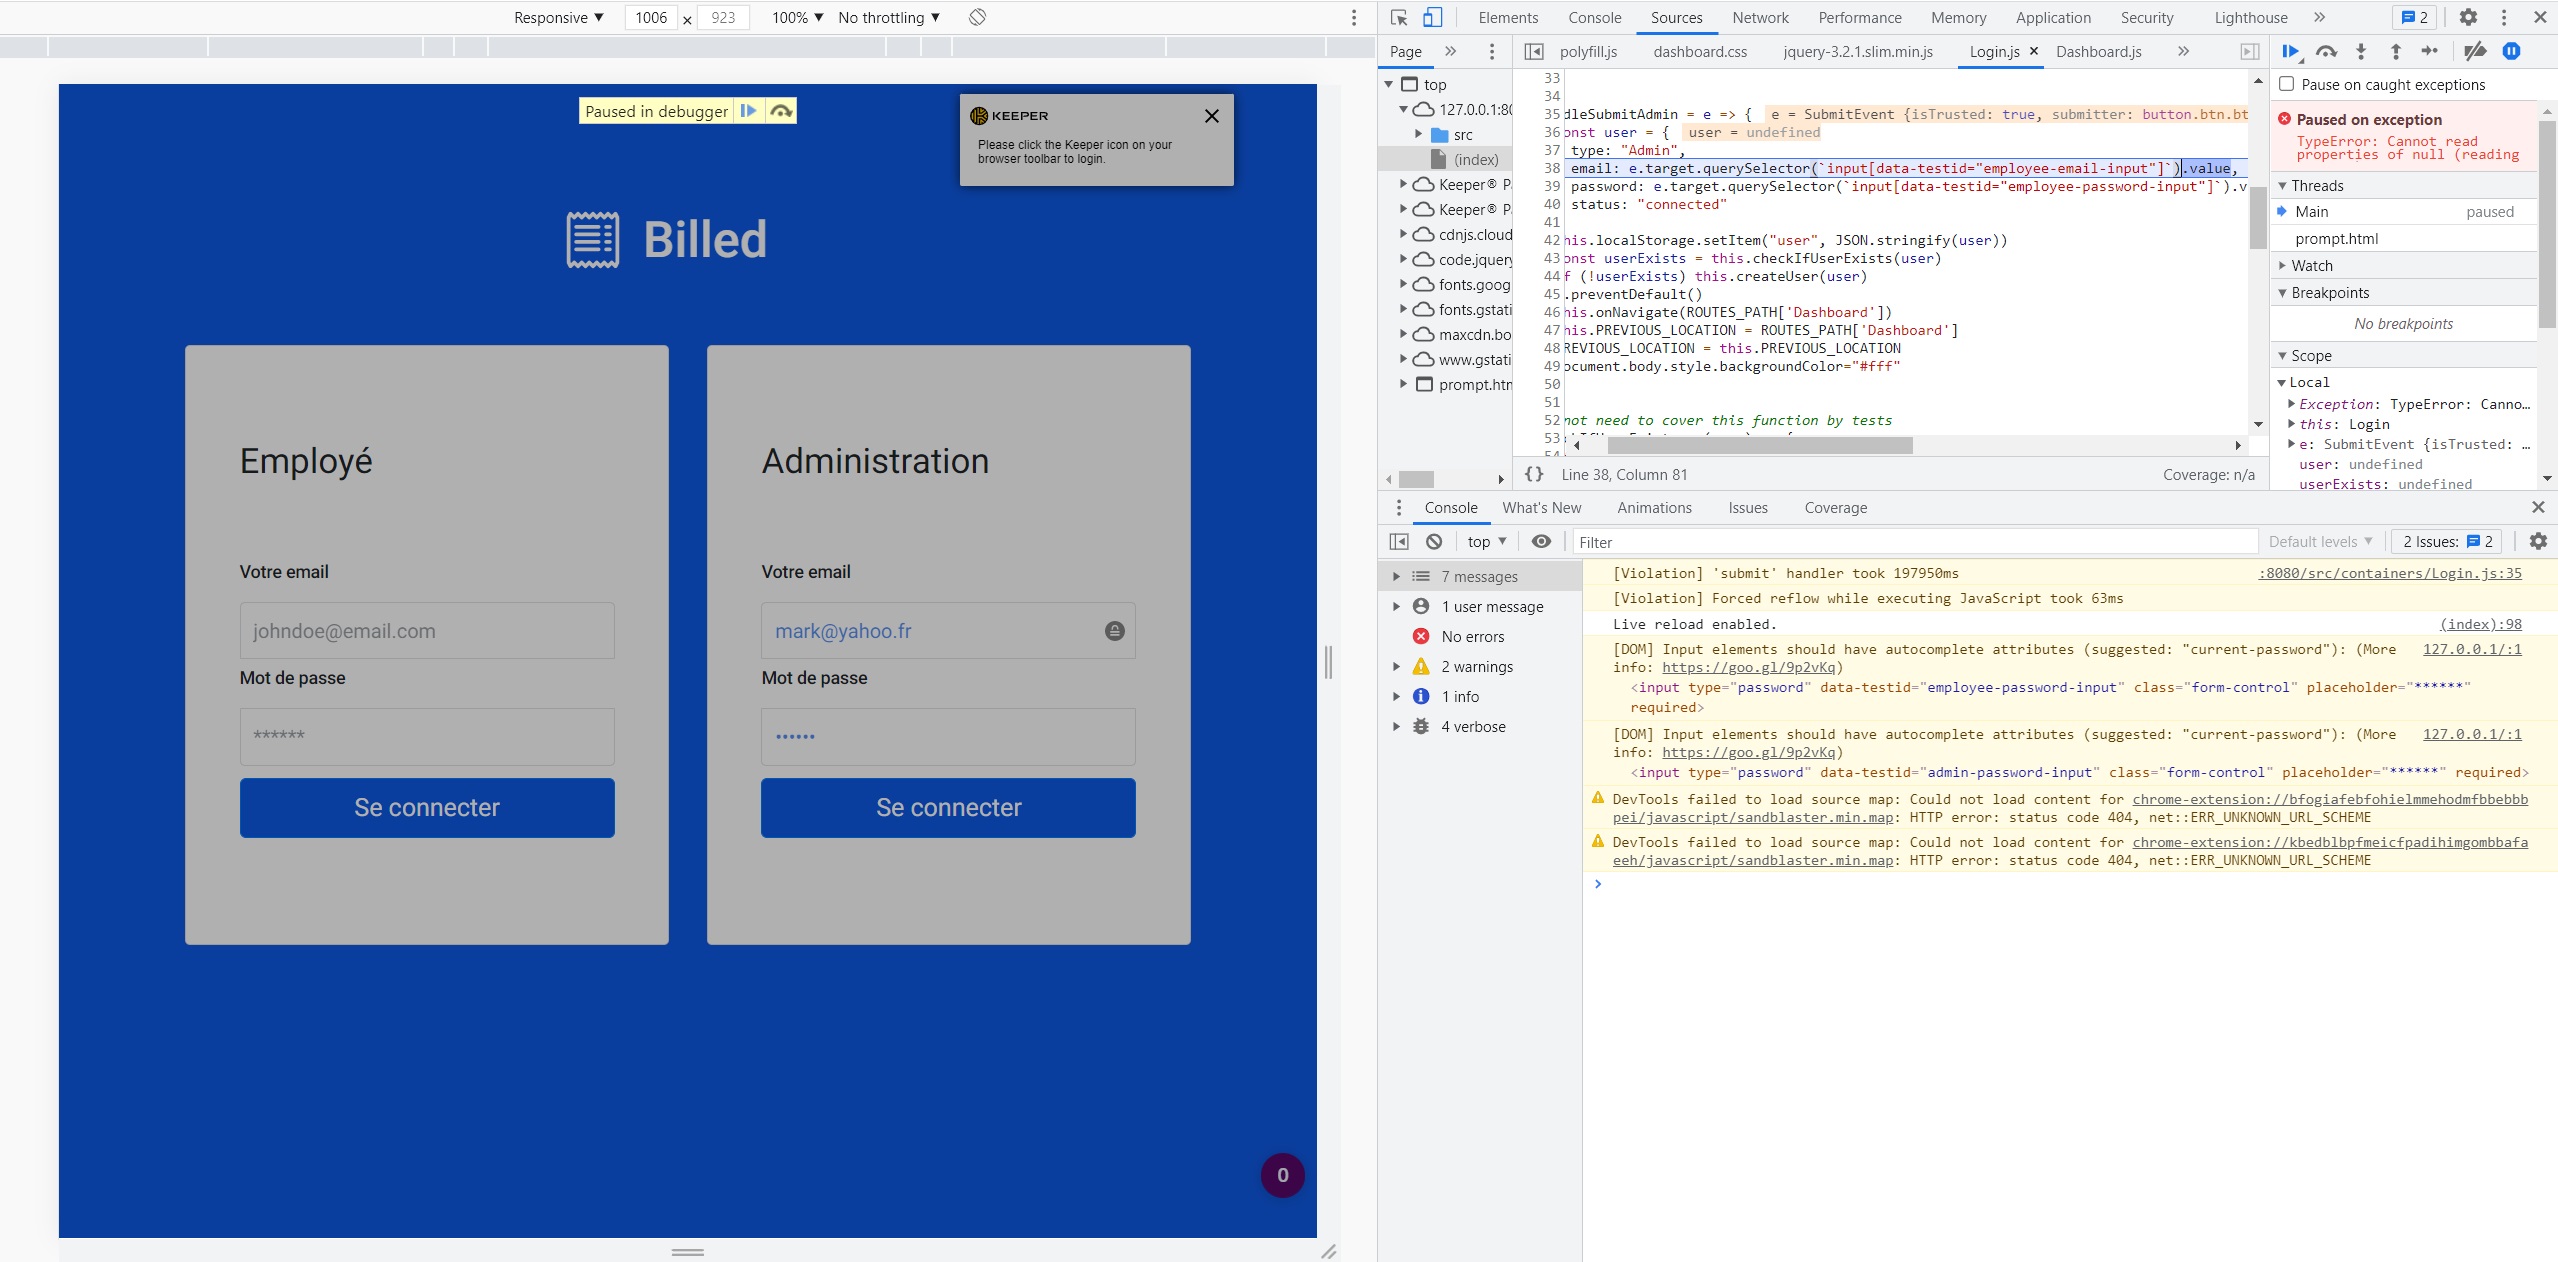 Responsive ▼ 1006 × 923 100% ▼ No throttling ▼
Paused in debugger
KEEPER
Please click the Keeper icon on your
browser toolbar to login.
Billed
Employé
Votre email
johndoe@email.com
Mot de passe
******
Se connecter
Administration
Votre email
mark@yahoo.fr
Mot de passe
••••••
Se connecter
0
Elements Console Sources Network Performance Memory Application Security Lighthouse » 2
Page »
top
127.0.0.1:80
src
(index)
Keeper® P
Keeper® P
cdnjs.cloud
code.jquery
fonts.goog
fonts.gstati
maxcdn.bo
www.gstati
prompt.htm
polyfill.js dashboard.css jquery-3.2.1.slim.min.js Login.js × Dashboard.js »
33
34
35 dleSubmitAdmin = e => { e = SubmitEvent {isTrusted: true, submitter: button.btn.bt
36 onst user = { user = undefined
37 type: "Admin",
38 email: e.target.querySelector(`input[data-testid="employee-email-input"]`).value,
39 password: e.target.querySelector(`input[data-testid="employee-password-input"]`).v
40 status: "connected"
41
42 his.localStorage.setItem("user", JSON.stringify(user))
43 onst userExists = this.checkIfUserExists(user)
44 f (!userExists) this.createUser(user)
45 .preventDefault()
46 his.onNavigate(ROUTES_PATH['Dashboard'])
47 his.PREVIOUS_LOCATION = ROUTES_PATH['Dashboard']
48 REVIOUS_LOCATION = this.PREVIOUS_LOCATION
49 ocument.body.style.backgroundColor="#fff"
50
51
52 not need to cover this function by tests
53
54
{} Line 38, Column 81 Coverage: n/a
Pause on caught exceptions
Paused on exception
TypeError: Cannot read
properties of null (reading
Threads
Main paused
prompt.html
Watch
Breakpoints
No breakpoints
Scope
Local
Exception: TypeError: Canno…
this: Login
e: SubmitEvent {isTrusted: …
user: undefined
userExists: undefined
Console What's New Animations Issues Coverage
top ▼ Filter Default levels ▼ 2 Issues: 2
7 messages
1 user message
No errors
2 warnings
1 info
4 verbose
[Violation] 'submit' handler took 197950ms :8080/src/containers/Login.js:35
[Violation] Forced reflow while executing JavaScript took 63ms
Live reload enabled. (index):98
[DOM] Input elements should have autocomplete attributes (suggested: "current-password"): (More 127.0.0.1/:1
info: https://goo.gl/9p2vKq)
<input type="password" data-testid="employee-password-input" class="form-control" placeholder="******"
required>
[DOM] Input elements should have autocomplete attributes (suggested: "current-password"): (More 127.0.0.1/:1
info: https://goo.gl/9p2vKq)
<input type="password" data-testid="admin-password-input" class="form-control" placeholder="******" required>
DevTools failed to load source map: Could not load content for chrome-extension://bfogiafebfohielmmehodmfbbebbb
pei/javascript/sandblaster.min.map: HTTP error: status code 404, net::ERR_UNKNOWN_URL_SCHEME
DevTools failed to load source map: Could not load content for chrome-extension://kbedblbpfmeicfpadihimgombbafa
eeh/javascript/sandblaster.min.map: HTTP error: status code 404, net::ERR_UNKNOWN_URL_SCHEME